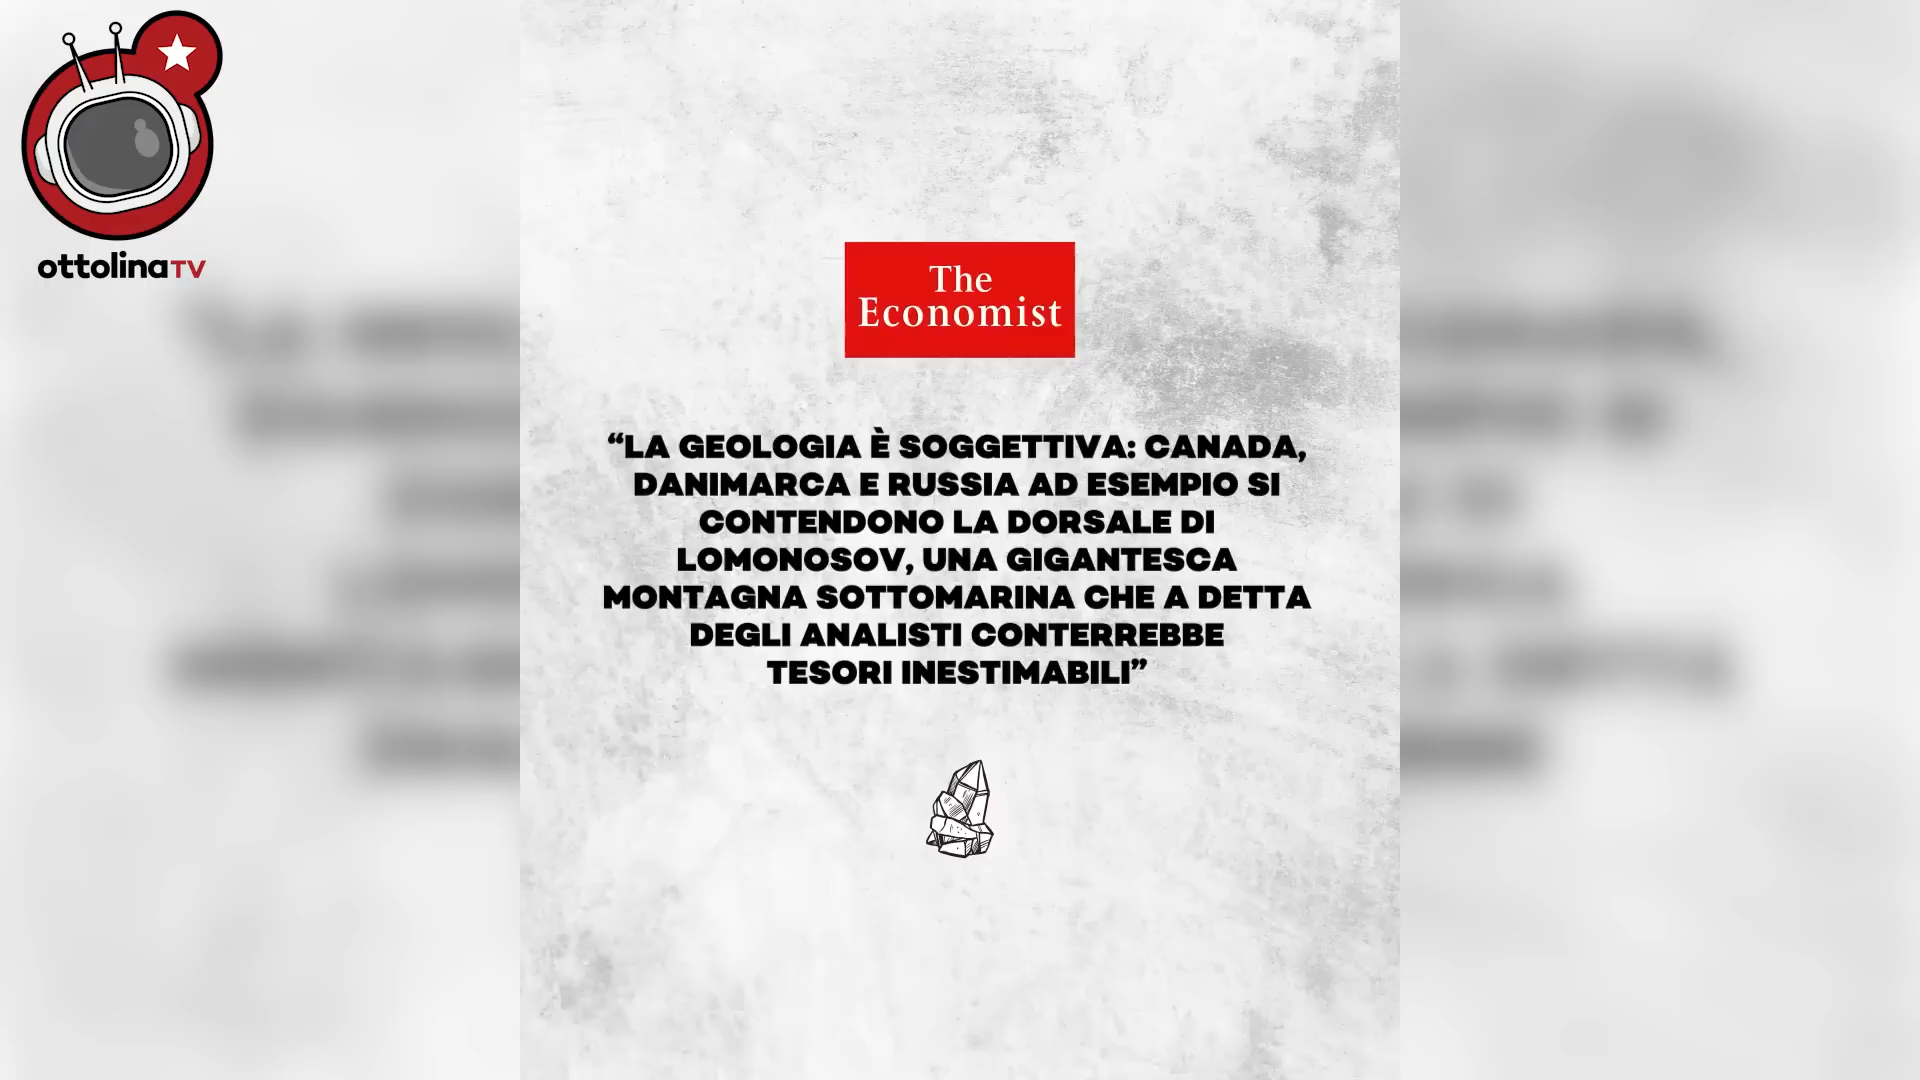 ottolinaTV
The
Economist
“LA GEOLOGIA È SOGGETTIVA: CANADA,
DANIMARCA E RUSSIA AD ESEMPIO SI
CONTENDONO LA DORSALE DI
LOMONOSOV, UNA GIGANTESCA
MONTAGNA SOTTOMARINA CHE A DETTA
DEGLI ANALISTI CONTERREBBE
TESORI INESTIMABILI”